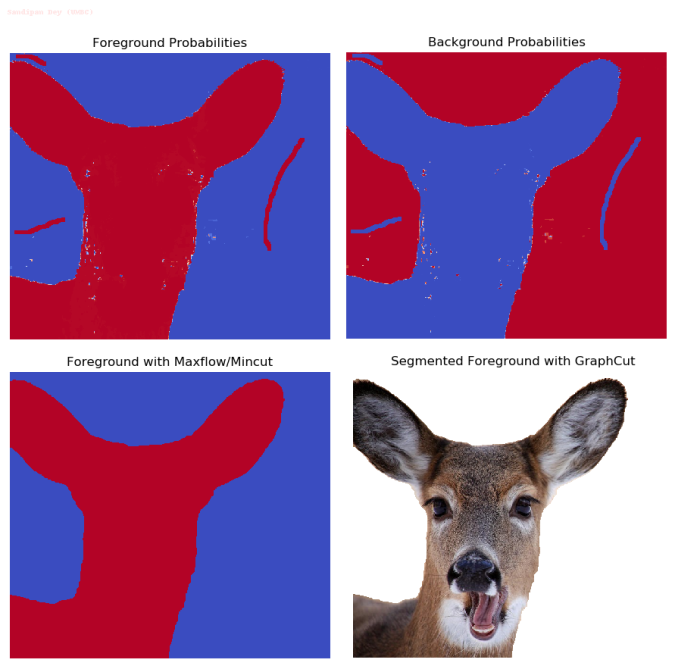 Foreground Probabilities
Background Probabilities
Foreground with Maxflow/Mincut
Segmented Foreground with GraphCut